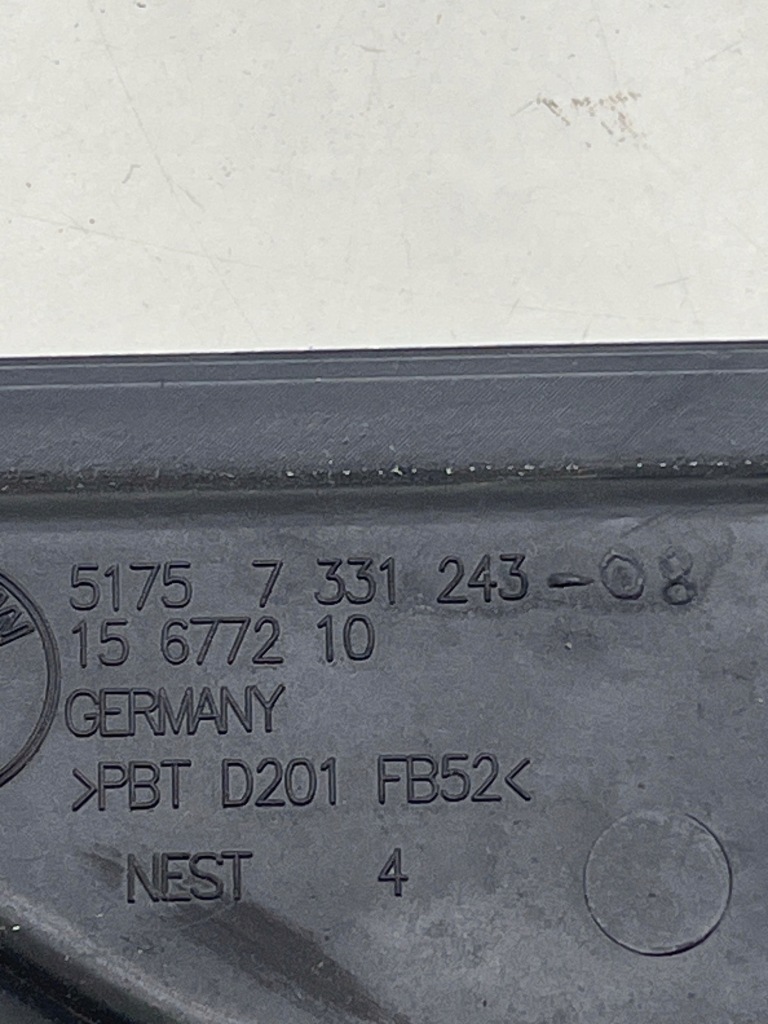 5175 7 331 243-08
15 6772 10
GERMANY
>PBT D201 FB52<
NEST 4